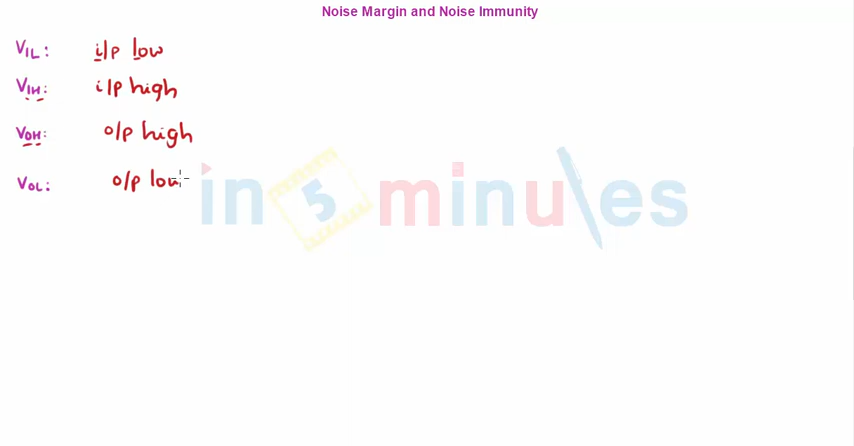 Noise Margin and Noise Immunity
VIL: i/p low
VIH: i/p high
VOH: o/p high
VOL: o/p low
in 5 minutes